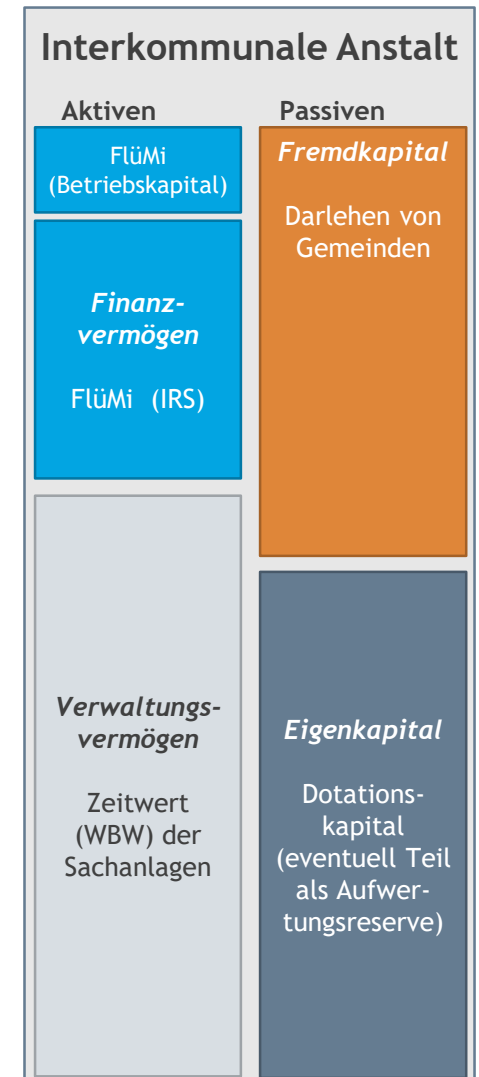 Interkommunale Anstalt
Aktiven
FlüMi
(Betriebskapital)
Finanz-
vermögen
FlüMi (IRS)
Verwaltungs-
vermögen
Zeitwert
(WBW) der
Sachanlagen
Passiven
Fremdkapital
Darlehen von
Gemeinden
Eigenkapital
Dotations-
kapital
(eventuell Teil
als Aufwer-
tungsreserve)